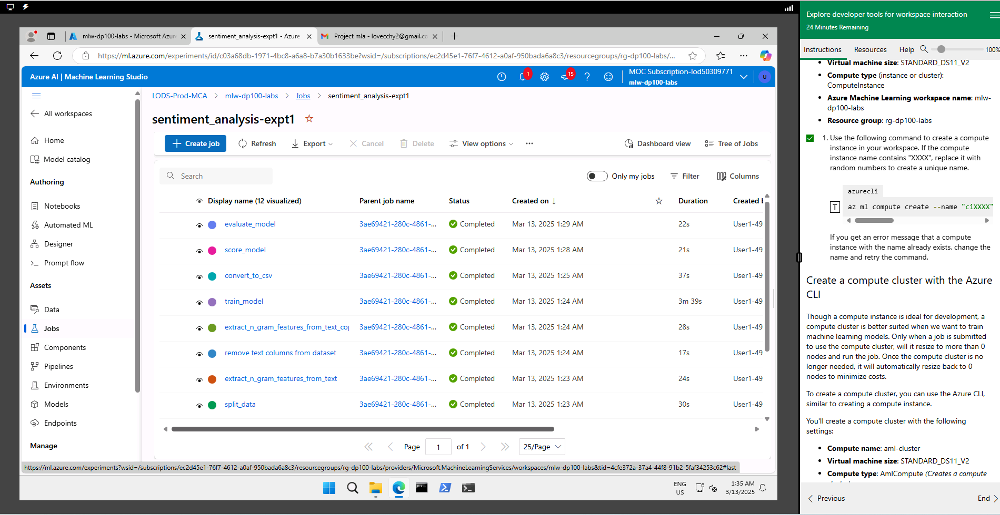 Explore developer tools for workspace interaction
24 Minutes Remaining
mlw-dp100-labs - Microsoft Azur
sentiment_analysis-expt1 - Azure
Project mla - lovecchy2@gmail.co
https://ml.azure.com/experiments/id/c03a68db-1971-4bc8-a6a8-b7a30b1633be?wsid=/subscriptions/ec2d45e1-76f7-4612-a0af-950bada6a8c3/resourcegroups/rg-dp100-labs/...
Azure AI | Machine Learning Studio
1
15
MOC Subscription-lod50309771
mlw-dp100-labs
U
All workspaces
Home
Model catalog
Authoring
Notebooks
Automated ML
Designer
Prompt flow
Assets
Data
Jobs
Components
Pipelines
Environments
Models
Endpoints
Manage
LODS-Prod-MCA > mlw-dp100-labs > Jobs > sentiment_analysis-expt1
sentiment_analysis-expt1
Create job Refresh Export Cancel Delete View options ... Dashboard view Tree of Jobs
Search
Only my jobs Filter Columns
Display name (12 visualized) Parent job name Status Created on ↓ Duration Created b
evaluate_model 3ae69421-280c-4861-... Completed Mar 13, 2025 1:29 AM 22s User1-49
score_model 3ae69421-280c-4861-... Completed Mar 13, 2025 1:28 AM 21s User1-49
convert_to_csv 3ae69421-280c-4861-... Completed Mar 13, 2025 1:25 AM 37s User1-49
train_model 3ae69421-280c-4861-... Completed Mar 13, 2025 1:24 AM 3m 39s User1-49
extract_n_gram_features_from_text_co 3ae69421-280c-4861-... Completed Mar 13, 2025 1:24 AM 28s User1-49
remove text columns from dataset 3ae69421-280c-4861-... Completed Mar 13, 2025 1:24 AM 17s User1-49
extract_n_gram_features_from_text 3ae69421-280c-4861-... Completed Mar 13, 2025 1:23 AM 24s User1-49
split_data 3ae69421-280c-4861-... Completed Mar 13, 2025 1:23 AM 30s User1-49
Page 1 of 1 25/Page
https://ml.azure.com/experiments?wsid=/subscriptions/ec2d45e1-76f7-4612-a0af-950bada6a8c3/resourcegroups/rg-dp100-labs/providers/Microsoft.MachineLearningServices/workspaces/mlw-dp100-labs&tid=4cfe372a-37a4-44f8-91b2-5faf34253c62#last
ENG
US
1:35 AM
3/13/2025
Instructions Resources Help 100%
• Virtual machine size: STANDARD_DS11_V2
• Compute type (instance or cluster):
ComputeInstance
• Azure Machine Learning workspace name: mlw-
dp100-labs
• Resource group: rg-dp100-labs
1. Use the following command to create a compute
instance in your workspace. If the compute
instance name contains "XXXX", replace it with
random numbers to create a unique name.
azurecli
T
az ml compute create --name "ciXXXX"
If you get an error message that a compute
instance with the name already exists, change the
name and retry the command.
Create a compute cluster with the Azure
CLI
Though a compute instance is ideal for development, a
compute cluster is better suited when we want to train
machine learning models. Only when a job is submitted
to use the compute cluster, will it resize to more than 0
nodes and run the job. Once the compute cluster is no
longer needed, it will automatically resize back to 0
nodes to minimize costs.
To create a compute cluster, you can use the Azure CLI,
similar to creating a compute instance.
You'll create a compute cluster with the following
settings:
• Compute name: aml-cluster
• Virtual machine size: STANDARD_DS11_V2
• Compute type: AmlCompute (Creates a compute
Previous End